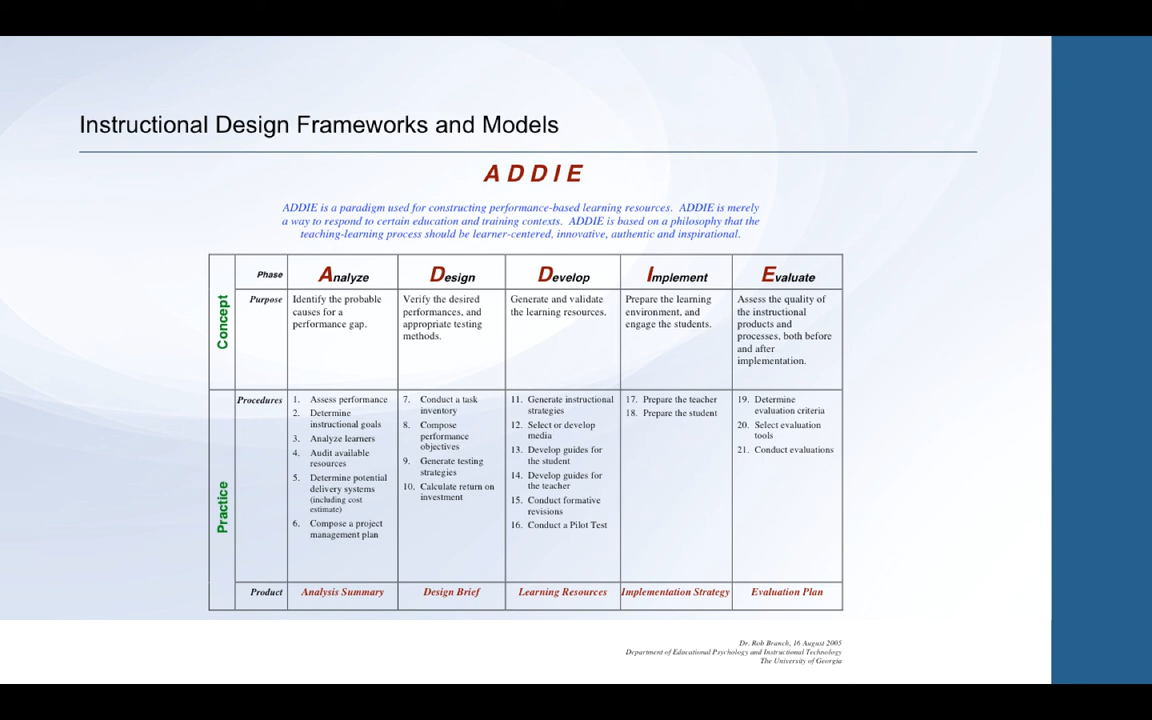 Instructional Design Frameworks and Models
ADDIE
ADDIE is a paradigm used for constructing performance-based learning resources. ADDIE is merely
a way to respond to certain education and training contexts. ADDIE is based on a philosophy that the
teaching-learning process should be learner-centered, innovative, authentic and inspirational.
Concept
Phase
Analyze
Design
Develop
Implement
Evaluate
Purpose
Identify the probable
causes for a
performance gap.
Verify the desired
performances, and
appropriate testing
methods.
Generate and validate
the learning resources.
Prepare the learning
environment, and
engage the students.
Assess the quality of
the instructional
products and
processes, both before
and after
implementation.
Practice
Procedures
1. Assess performance
2. Determine
instructional goals
3. Analyze learners
4. Audit available
resources
5. Determine potential
delivery systems
(including cost
estimate)
6. Compose a project
management plan
7. Conduct a task
inventory
8. Compose
performance
objectives
9. Generate testing
strategies
10. Calculate return on
investment
11. Generate instructional
strategies
12. Select or develop
media
13. Develop guides for
the student
14. Develop guides for
the teacher
15. Conduct formative
revisions
16. Conduct a Pilot Test
17. Prepare the teacher
18. Prepare the student
19. Determine
evaluation criteria
20. Select evaluation
tools
21. Conduct evaluations
Product
Analysis Summary
Design Brief
Learning Resources
Implementation Strategy
Evaluation Plan
Dr. Rob Branch, 16 August 2005
Department of Educational Psychology and Instructional Technology
The University of Georgia